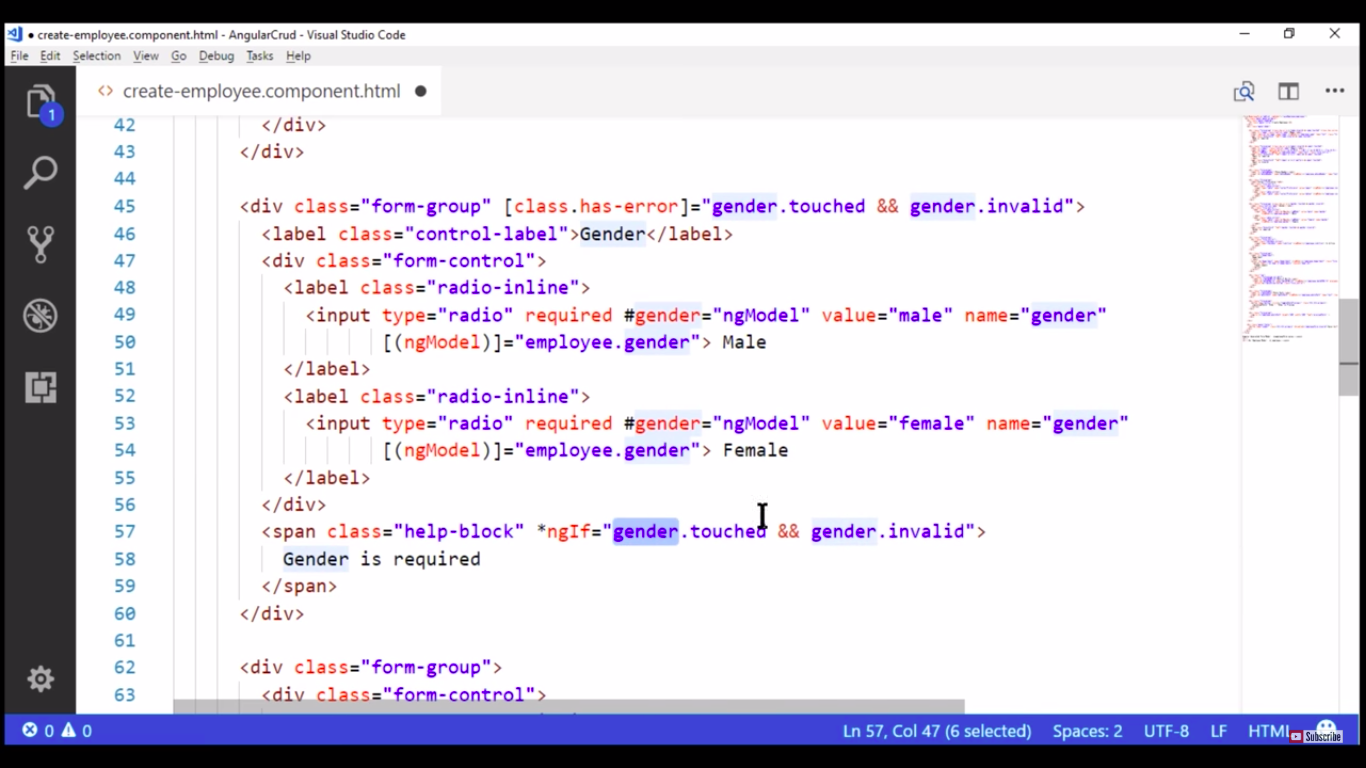 create-employee.component.html - AngularCrud - Visual Studio Code
File Edit Selection View Go Debug Tasks Help
<> create-employee.component.html
1
42 </div>
43 </div>
44
45 <div class="form-group" [class.has-error]="gender.touched && gender.invalid">
46 <label class="control-label">Gender</label>
47 <div class="form-control">
48 <label class="radio-inline">
49 <input type="radio" required #gender="ngModel" value="male" name="gender"
50 [(ngModel)]="employee.gender"> Male
51 </label>
52 <label class="radio-inline">
53 <input type="radio" required #gender="ngModel" value="female" name="gender"
54 [(ngModel)]="employee.gender"> Female
55 </label>
56 </div>
57 <span class="help-block" *ngIf="gender.touched && gender.invalid">
58 Gender is required
59 </span>
60 </div>
61
62 <div class="form-group">
63 <div class="form-control">
0 0 Ln 57, Col 47 (6 selected) Spaces: 2 UTF-8 LF HTML Subscribe